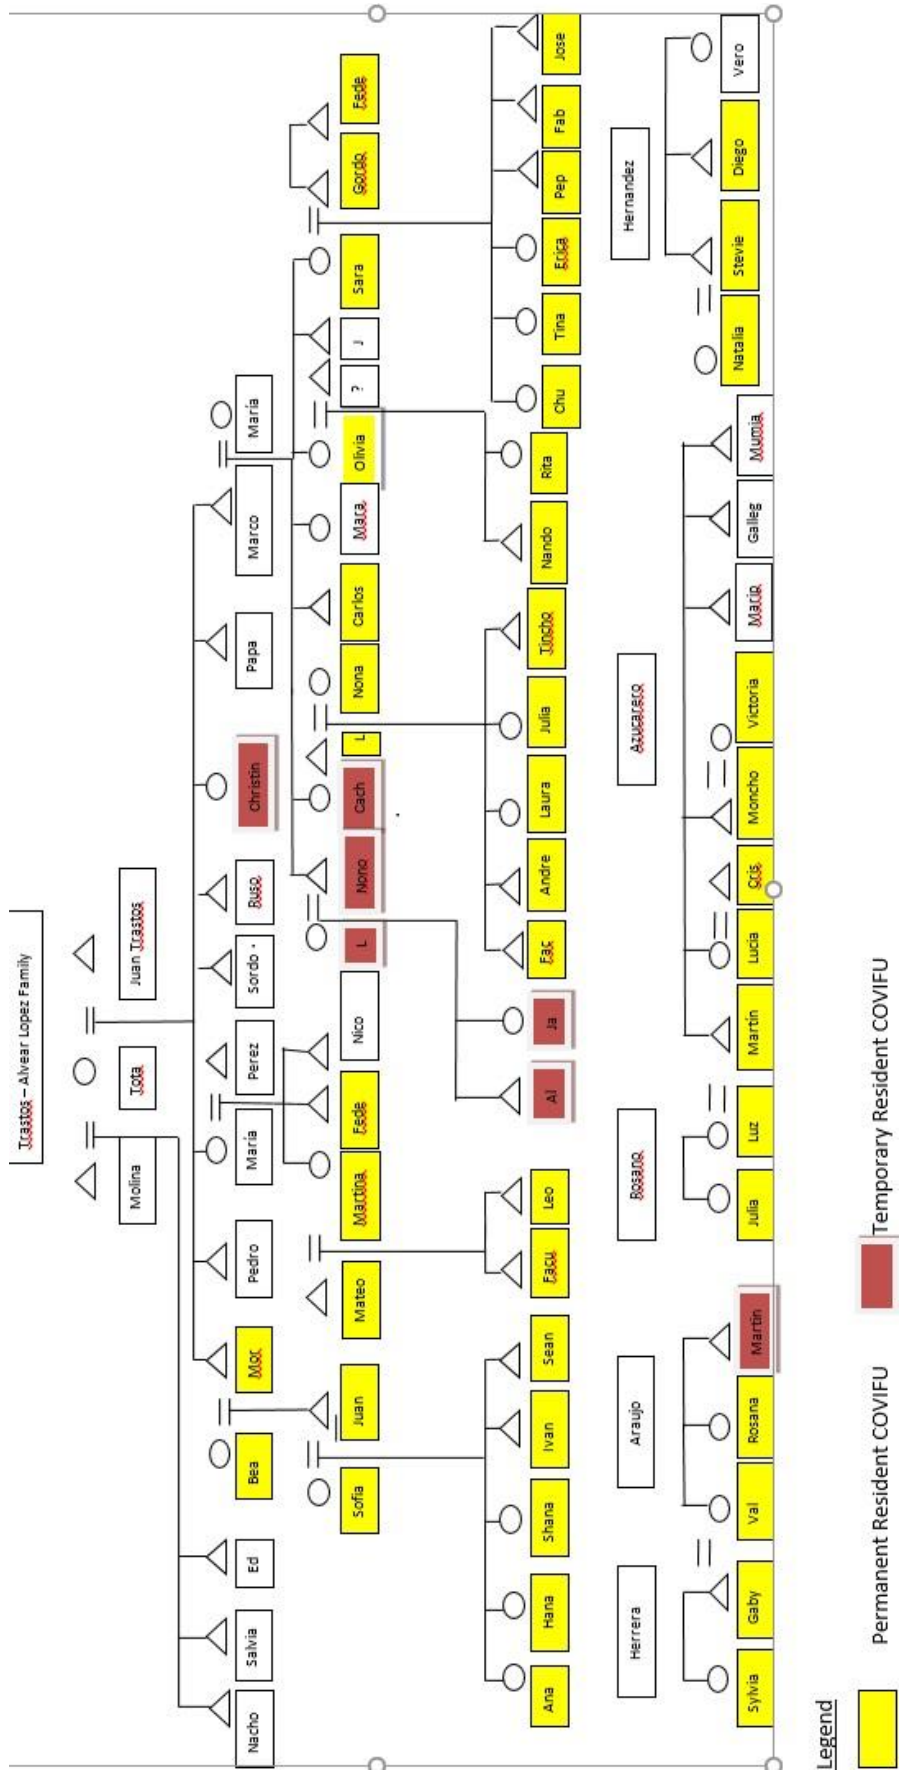 Trastos – Alvear Lopez Family
Molina
Tota
Juan Trastos
Nacho
Salvia
Ed
Bea
Mor
Pedro
Maria
Perez
Sordo
Ruso
Christin
Papa
Marco
Maria
Sofia
Juan
Mateo
Martina
Fede
Nico
L
Nono
Cach
L
Nona
Carlos
Mara
Olivia
?
J
Sara
Gordo
Fede
Ana
Hana
Shana
Ivan
Sean
Facu
Leo
Al
Ja
Fac
Andre
Laura
Julia
Tincho
Nando
Rita
Chu
Tina
Erica
Pep
Fab
Jose
Herrera
Araujo
Rosano
Azucarero
Hernandez
Sylvia
Gaby
Val
Rosana
Martin
Julia
Luz
Martin
Lucia
Cris
Moncho
Victoria
Mario
Galleg
Mumia
Natalia
Stevie
Diego
Vero
Legend
Permanent Resident COVIFU
Temporary Resident COVIFU